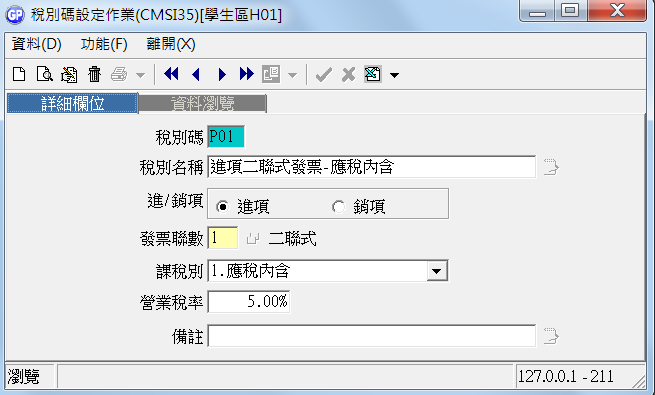 GP 稅別碼設定作業(CMSI35)[學生區H01]
資料(D) 功能(F) 離開(X)
詳細欄位 資料瀏覽
稅別碼 P01
稅別名稱 進項二聯式發票-應稅內含
進/銷項 進項 銷項
發票聯數 1 二聯式
課稅別 1.應稅內含
營業稅率 5.00%
備註
瀏覽 127.0.0.1 - 211